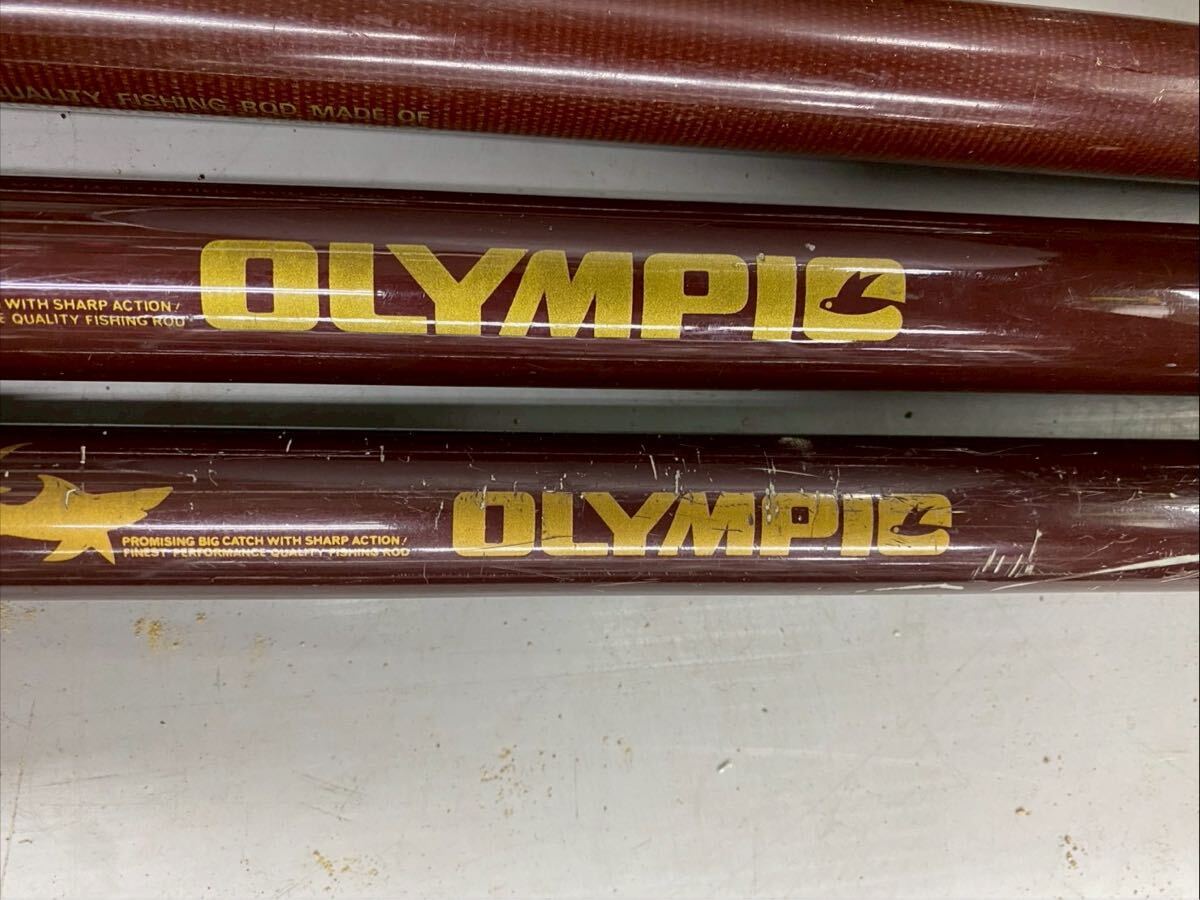 QUALITY FISHING ROD MADE OF
WITH SHARP ACTION!
QUALITY FISHING ROD
OLYMPIC
PROMISING BIG CATCH WITH SHARP ACTION!
FINEST PERFORMANCE QUALITY FISHING ROD
OLYMPIC